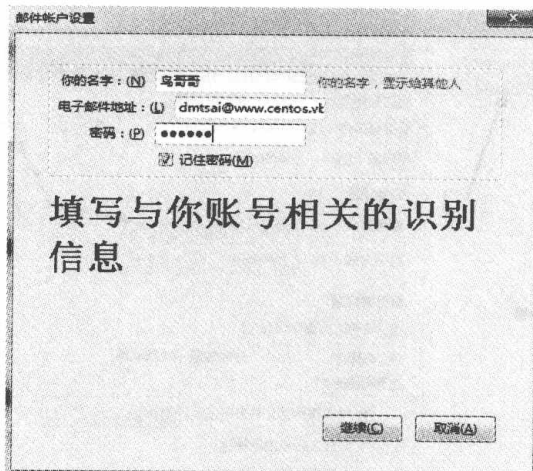 邮件帐户设置
你的名字：(N) 鸟哥哥 你的名字，显示给其他人
电子邮件地址：(L) dmtsai@www.centos.vb
密码：(P) ●●●●●●
记住密码(M)
填写与你账号相关的识别
信息
继续(C) 取消(A)